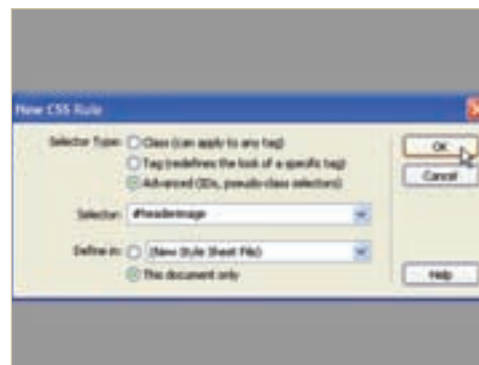 New CSS Rule
Selector Type: Class (can apply to any tag)
Tag (redefines the look of a specific tag)
Advanced (IDs, pseudo-class selectors)
Selector: #headerimage
Define in: (New Style Sheet File)
This document only
OK
Cancel
Help